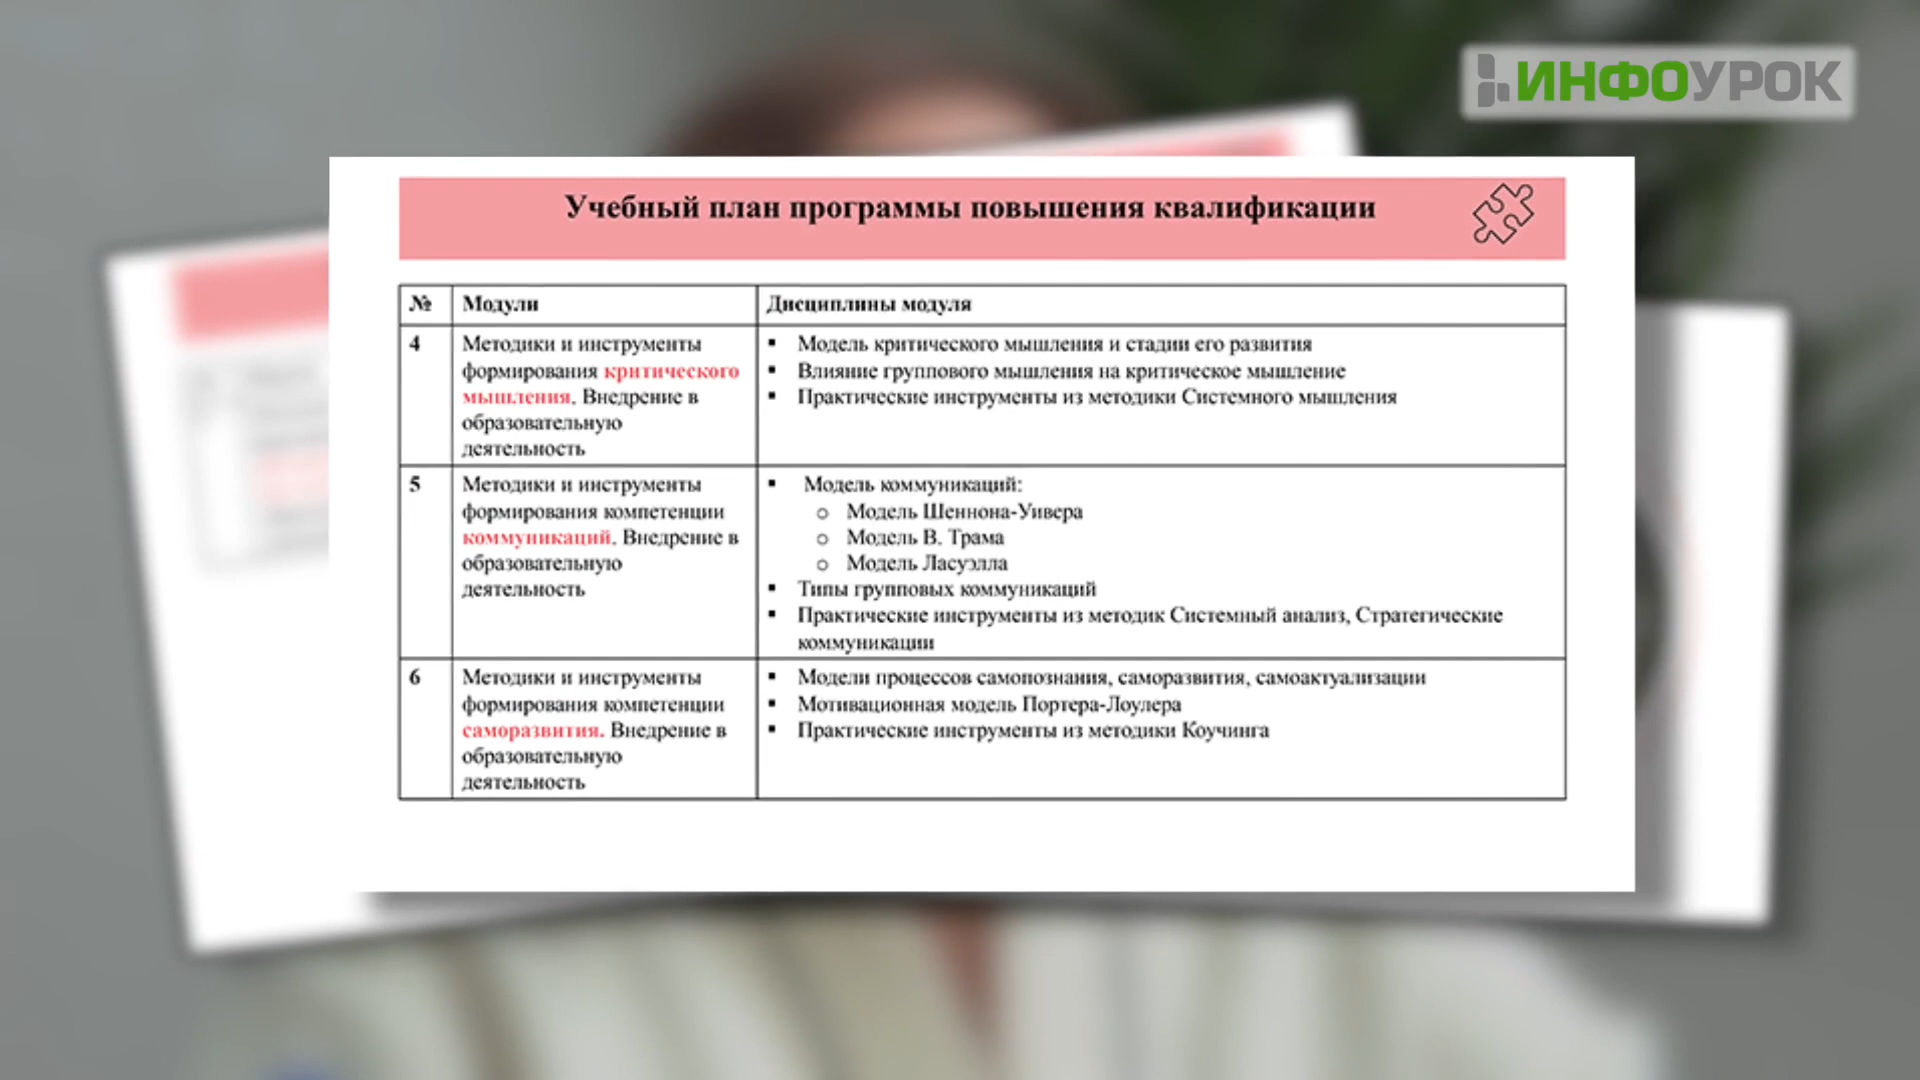 ИНФОУРОК
Учебный план программы повышения квалификации
№ Модули Дисциплины модуля
4
Методики и инструменты
формирования критического
мышления. Внедрение в
образовательную
деятельность
▪ Модель критического мышления и стадии его развития
▪ Влияние группового мышления на критическое мышление
▪ Практические инструменты из методики Системного мышления
5
Методики и инструменты
формирования компетенции
коммуникаций. Внедрение в
образовательную
деятельность
▪ Модель коммуникаций:
o Модель Шеннона-Уивера
o Модель В. Трама
o Модель Ласуэлла
▪ Типы групповых коммуникаций
▪ Практические инструменты из методик Системный анализ, Стратегические
коммуникации
6
Методики и инструменты
формирования компетенции
саморазвития. Внедрение в
образовательную
деятельность
▪ Модели процессов самопознания, саморазвития, самоактуализации
▪ Мотивационная модель Портера-Лоулера
▪ Практические инструменты из методики Коучинга